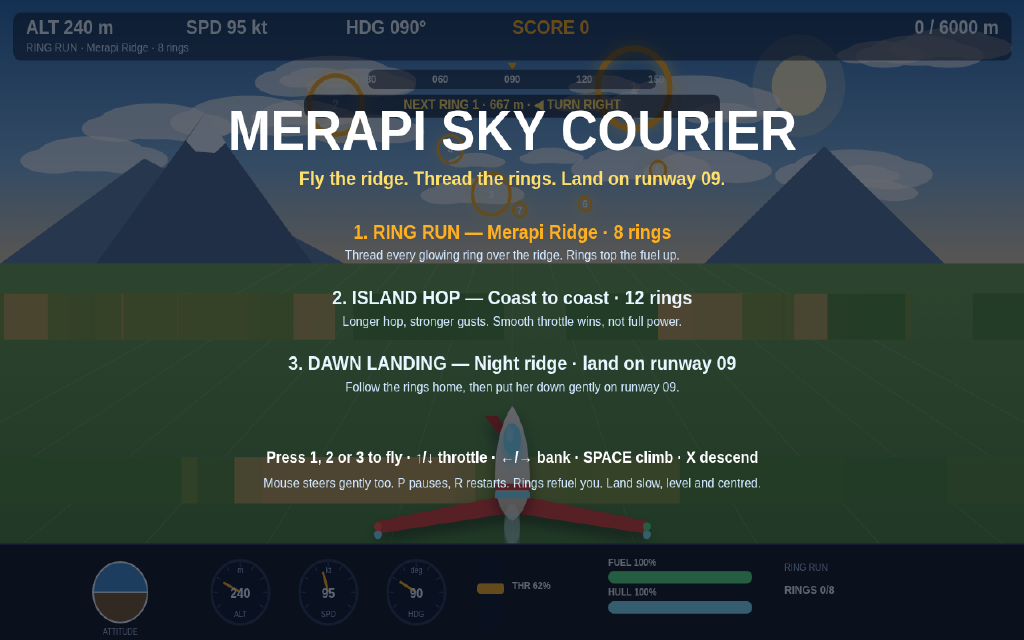 ALT 240 m SPD 95 kt HDG 090° SCORE 0 0 / 6000 m
RING RUN · Merapi Ridge · 8 rings
30 060 090 120 150
NEXT RING 1 · 667 m · ◀ TURN RIGHT
MERAPI SKY COURIER
Fly the ridge. Thread the rings. Land on runway 09.
7 6
1. RING RUN — Merapi Ridge · 8 rings
Thread every glowing ring over the ridge. Rings top the fuel up.
2. ISLAND HOP — Coast to coast · 12 rings
Longer hop, stronger gusts. Smooth throttle wins, not full power.
3. DAWN LANDING — Night ridge · land on runway 09
Follow the rings home, then put her down gently on runway 09.
Press 1, 2 or 3 to fly · ↑/↓ throttle · ←/→ bank · SPACE climb · X descend
Mouse steers gently too. P pauses, R restarts. Rings refuel you. Land slow, level and centred.
m kt deg
240 95 90
ALT SPD HDG
ATTITUDE
THR 62%
FUEL 100%
HULL 100%
RING RUN
RINGS 0/8